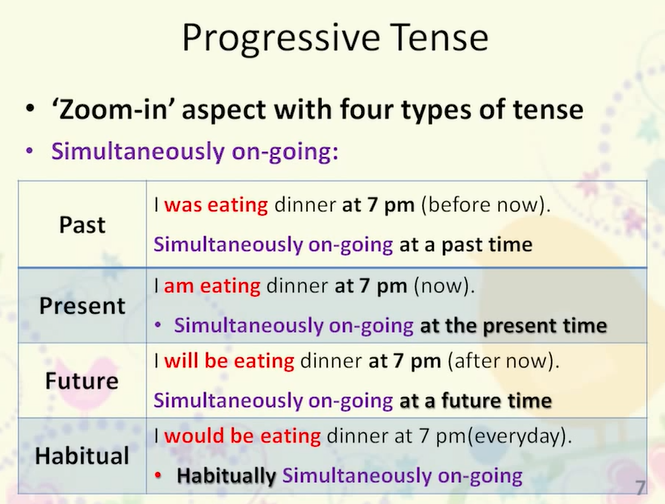 Progressive Tense
• ‘Zoom-in’ aspect with four types of tense
• Simultaneously on-going:
Past
I was eating dinner at 7 pm (before now).
Simultaneously on-going at a past time
Present
I am eating dinner at 7 pm (now).
• Simultaneously on-going at the present time
Future
I will be eating dinner at 7 pm (after now).
Simultaneously on-going at a future time
Habitual
I would be eating dinner at 7 pm(everyday).
• Habitually Simultaneously on-going
7